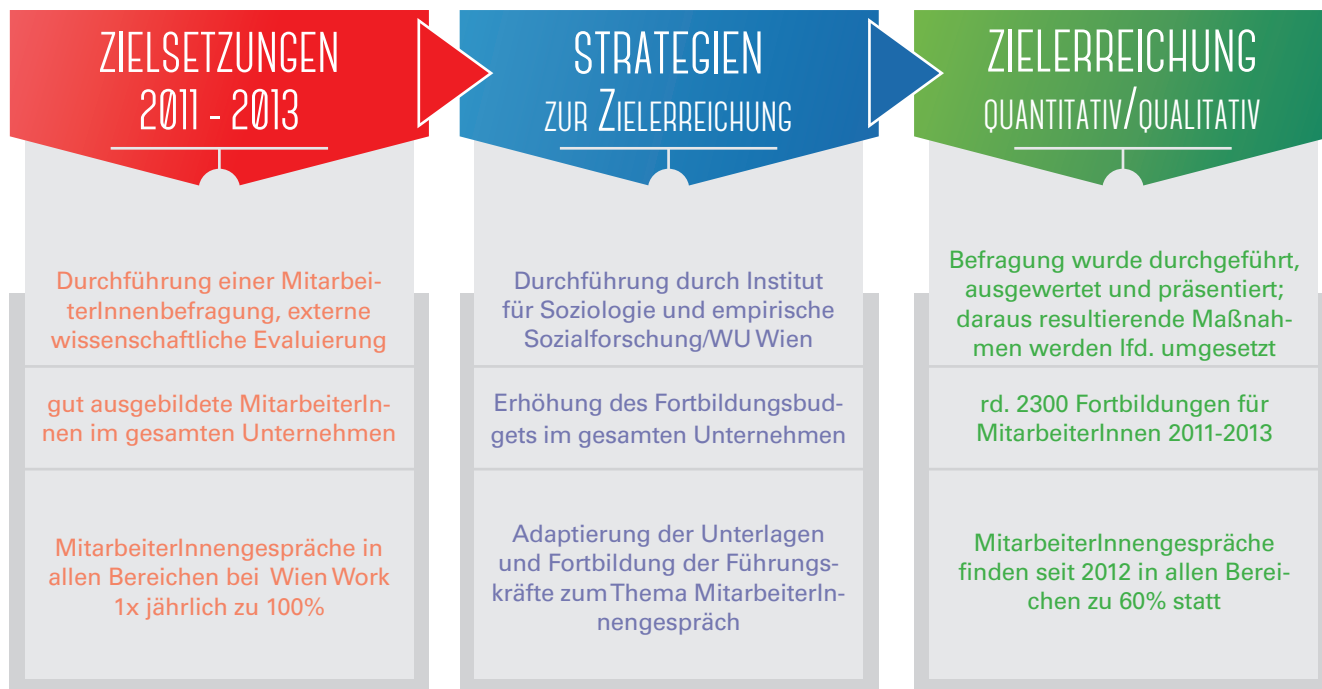 ZIELSETZUNGEN
2011 - 2013
Durchführung einer Mitarbei-
terInnenbefragung, externe
wissenschaftliche Evaluierung
gut ausgebildete MitarbeiterIn-
nen im gesamten Unternehmen
MitarbeiterInnengespräche in
allen Bereichen bei Wien Work
1x jährlich zu 100%
STRATEGIEN
ZUR ZIELERREICHUNG
Durchführung durch Institut
für Soziologie und empirische
Sozialforschung/WU Wien
Erhöhung des Fortbildungsbud-
gets im gesamten Unternehmen
Adaptierung der Unterlagen
und Fortbildung der Führungs-
kräfte zum Thema MitarbeiterIn-
nengespräch
ZIELERREICHUNG
QUANTITATIV/QUALITATIV
Befragung wurde durchgeführt,
ausgewertet und präsentiert;
daraus resultierende Maßnah-
men werden lfd. umgesetzt
rd. 2300 Fortbildungen für
MitarbeiterInnen 2011-2013
MitarbeiterInnengespräche
finden seit 2012 in allen Berei-
chen zu 60% statt